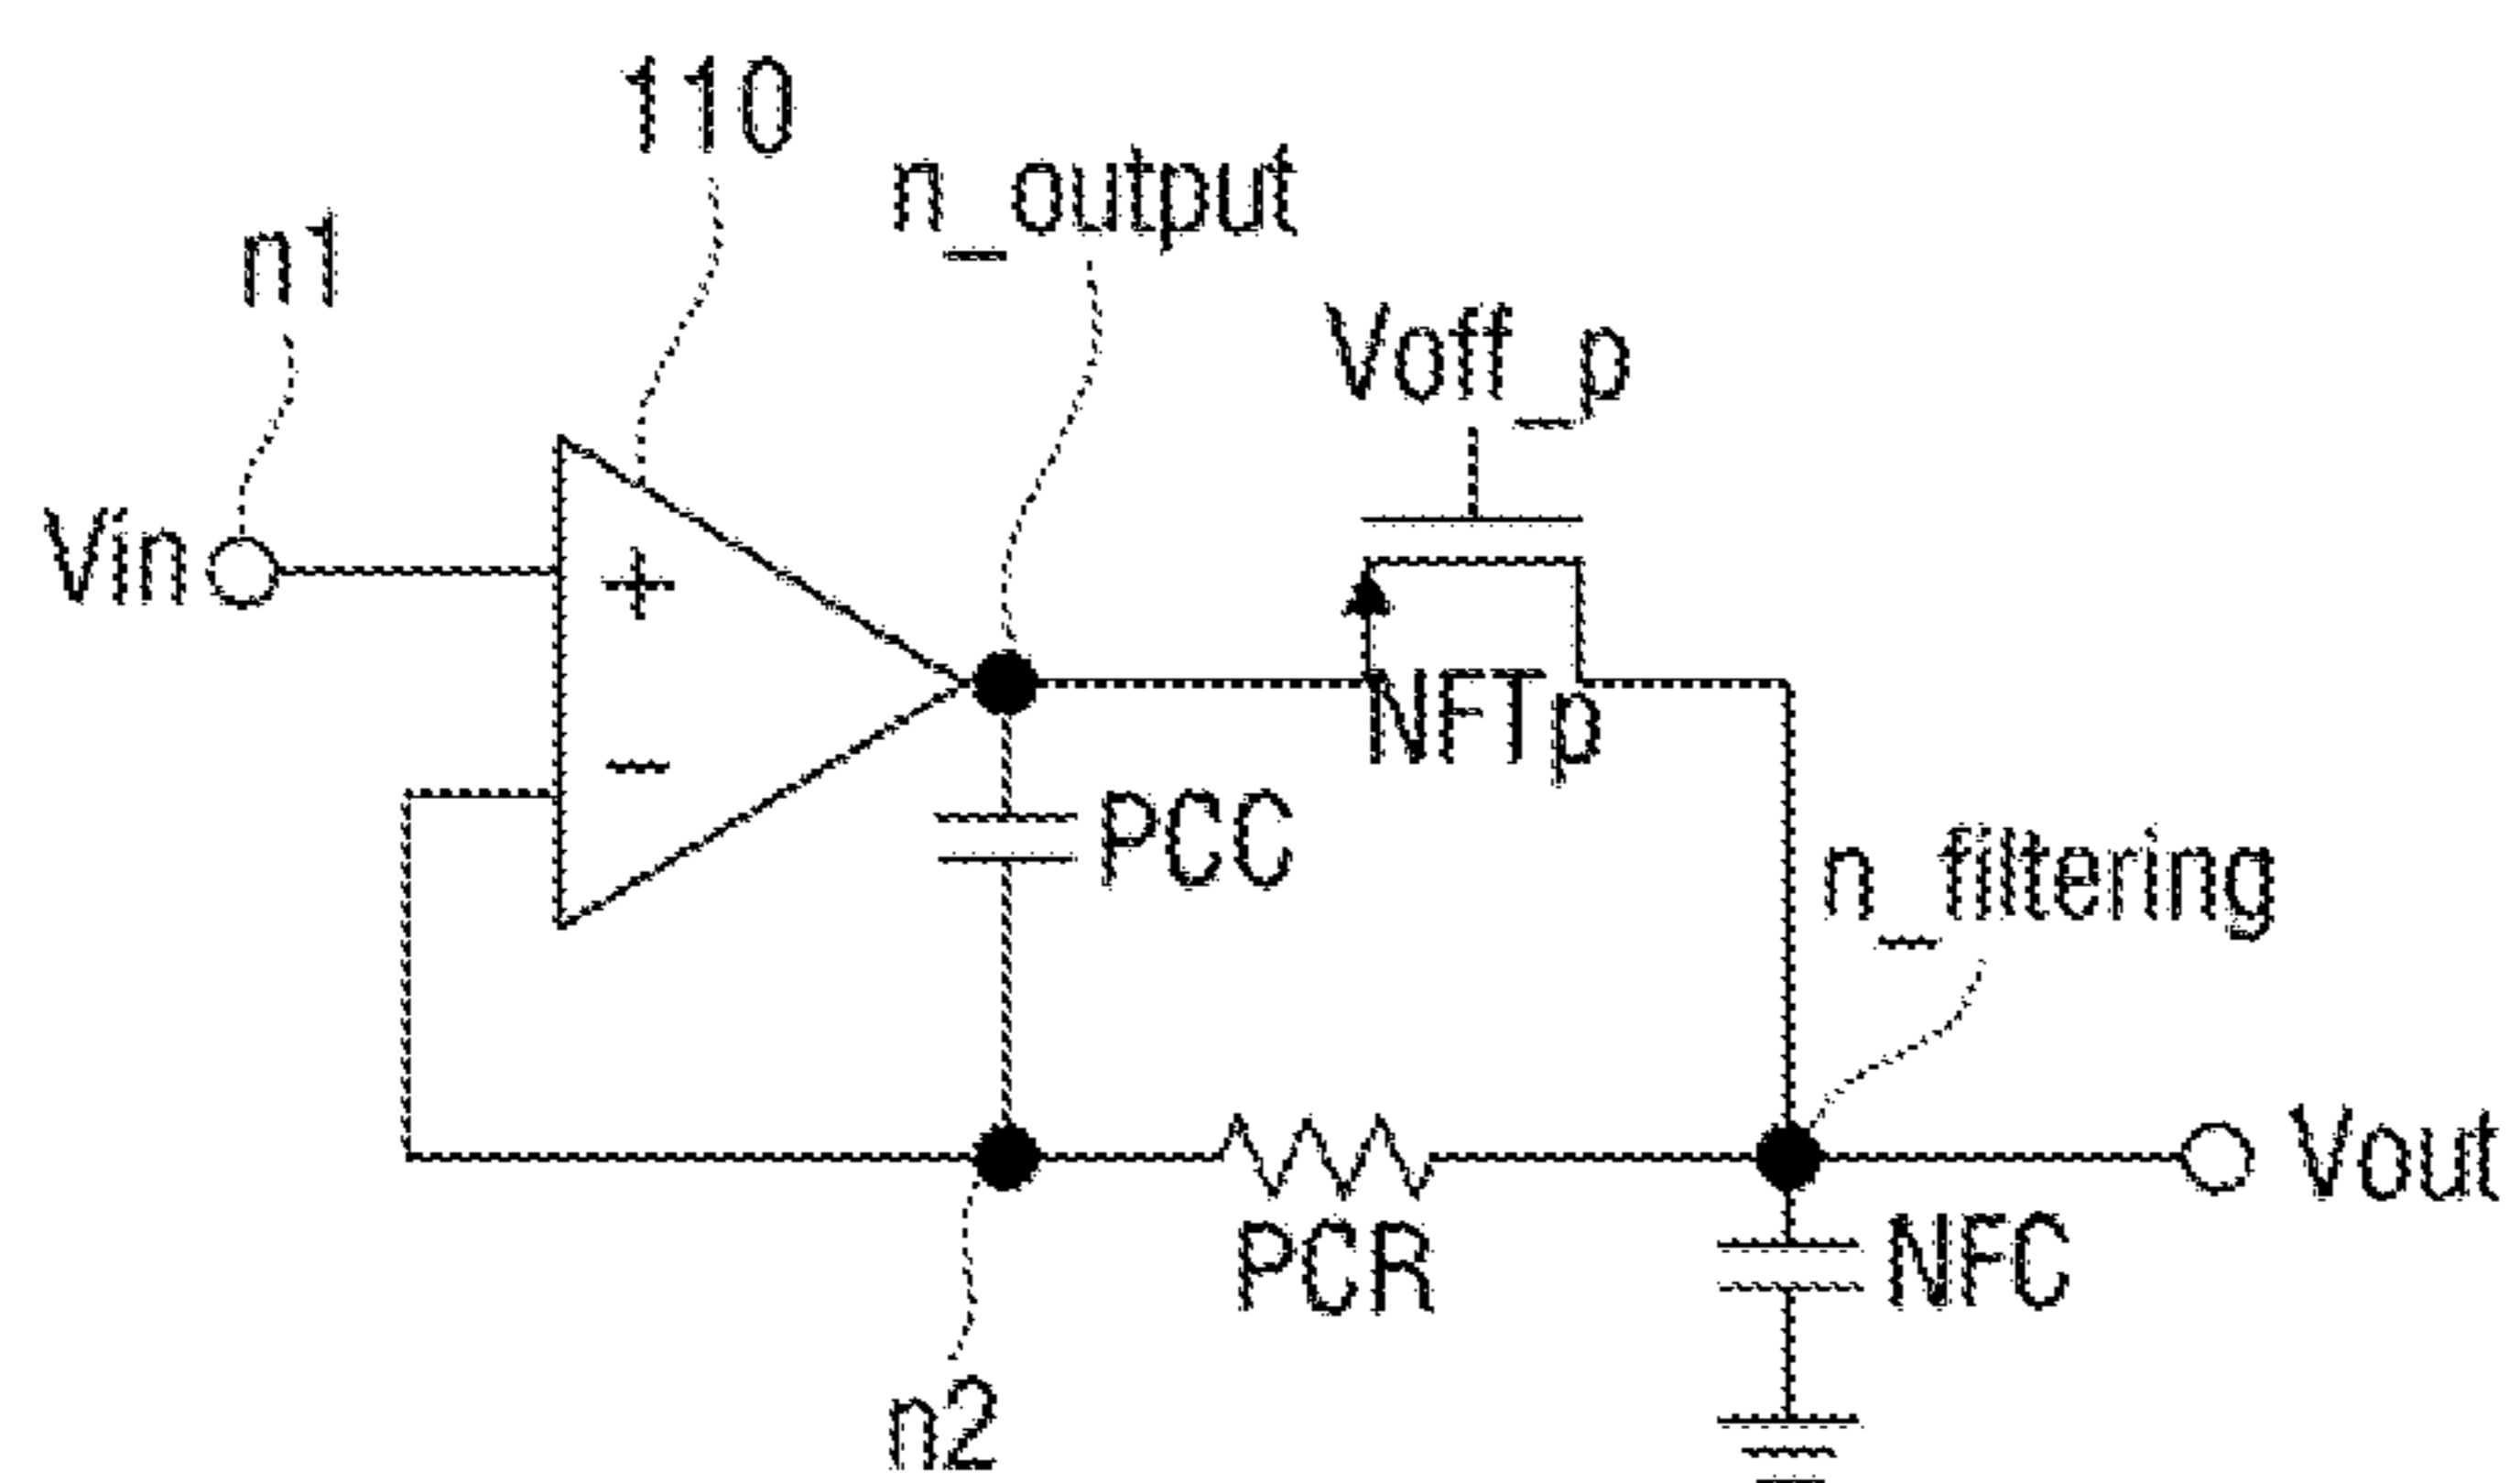 110
n_output
n1
Voff_p
Vin
+
NFTp
-
PCC
n_filtering
Vout
PCR
NFC
n2